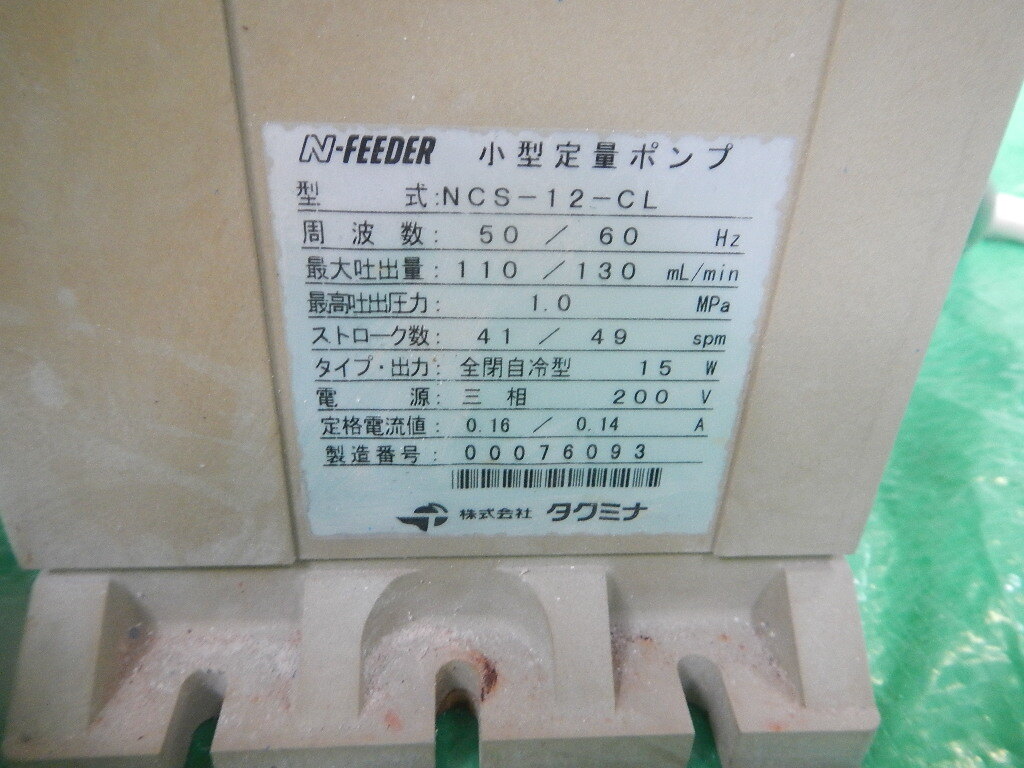 N-FEEDER 小型定量ポンプ
型 式:NCS-12-CL
周波数: 50 / 60 Hz
最大吐出量: 110 / 130 mL/min
最高吐出圧力: 1.0 MPa
ストローク数: 41 / 49 spm
タイプ・出力: 全閉自冷型 15 W
電 源: 三相 200 V
定格電流値: 0.16 / 0.14 A
製造番号: 00076093
株式会社 タクミナ